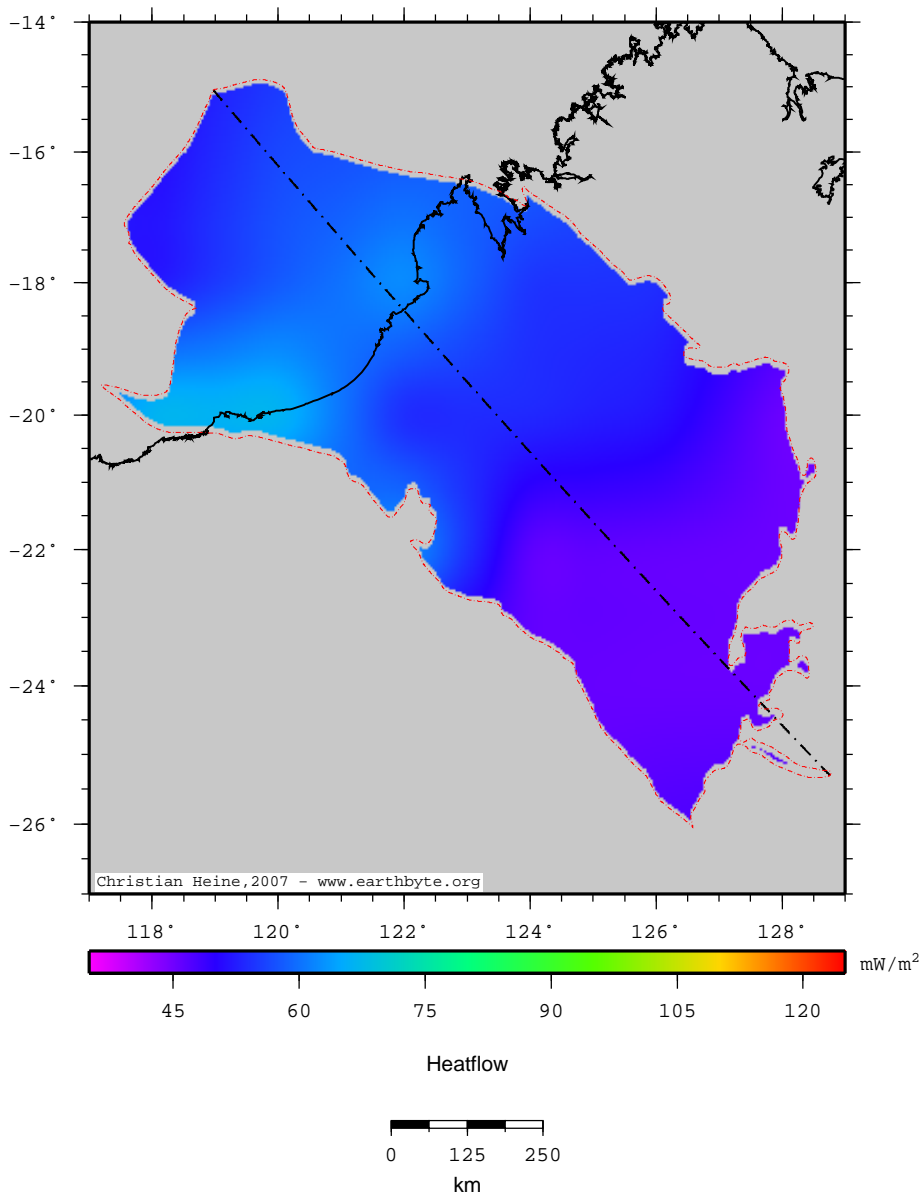 −14˚
−16˚
−18˚
−20˚
−22˚
−24˚
−26˚
Christian Heine,2007 − www.earthbyte.org
118˚ 120˚ 122˚ 124˚ 126˚ 128˚
mW/m2
45 60 75 90 105 120
Heatflow
0 125 250
km